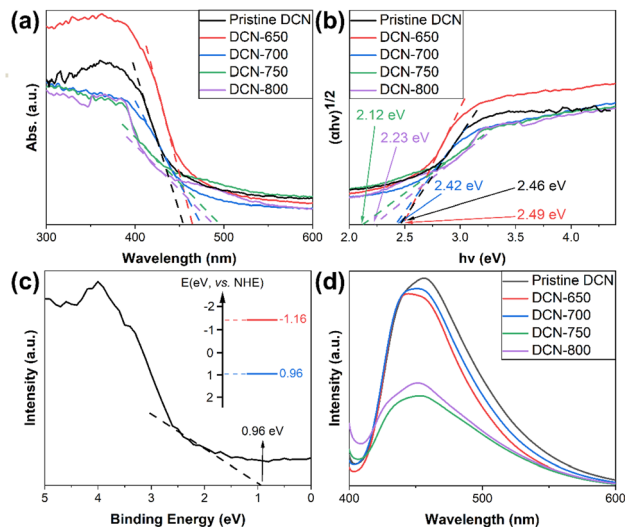 (a)
Pristine DCN
DCN-650
DCN-700
DCN-750
DCN-800
Abs. (a.u.)
300 400 500 600
Wavelength (nm)
(b)
Pristine DCN
DCN-650
DCN-700
DCN-750
DCN-800
(αhν)1/2
2.12 eV
2.23 eV
2.42 eV
2.46 eV
2.49 eV
2.0 2.5 3.0 3.5 4.0
hν (eV)
(c)
E(eV, vs. NHE)
-2
-1
0
1
2
-1.16
0.96
0.96 eV
Intensity (a.u.)
5 4 3 2 1 0
Binding Energy (eV)
(d)
Pristine DCN
DCN-650
DCN-700
DCN-750
DCN-800
Intensity (a.u.)
400 500 600
Wavelength (nm)